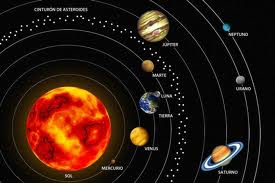 CINTURÓN DE ASTEROIDES
NEPTUNO
JÚPITER
MARTE
URANO
LUNA
TIERRA
VENUS
MERCURIO
SOL
SATURNO